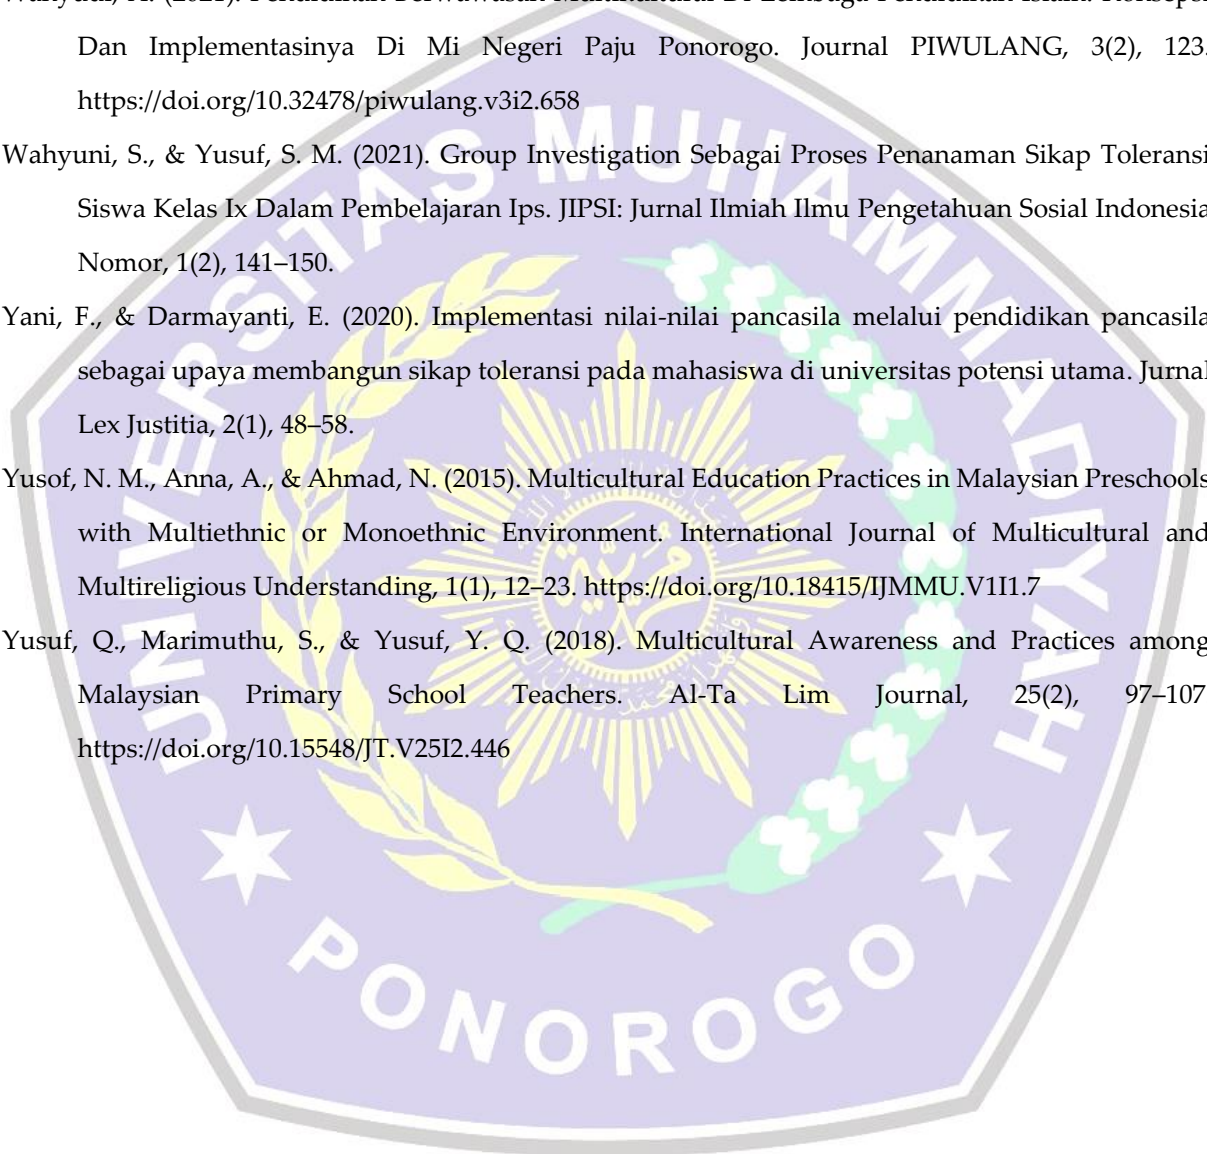 Dan Implementasinya Di Mi Negeri Paju Ponorogo. Journal PIWULANG, 3(2), 123.
https://doi.org/10.32478/piwulang.v3i2.658
Wahyuni, S., & Yusuf, S. M. (2021). Group Investigation Sebagai Proses Penanaman Sikap Toleransi
Siswa Kelas Ix Dalam Pembelajaran Ips. JIPSI: Jurnal Ilmiah Ilmu Pengetahuan Sosial Indonesia
Nomor, 1(2), 141–150.
Yani, F., & Darmayanti, E. (2020). Implementasi nilai-nilai pancasila melalui pendidikan pancasila
sebagai upaya membangun sikap toleransi pada mahasiswa di universitas potensi utama. Jurnal
Lex Justitia, 2(1), 48–58.
Yusof, N. M., Anna, A., & Ahmad, N. (2015). Multicultural Education Practices in Malaysian Preschools
with Multiethnic or Monoethnic Environment. International Journal of Multicultural and
Multireligious Understanding, 1(1), 12–23. https://doi.org/10.18415/IJMMU.V1I1.7
Yusuf, Q., Marimuthu, S., & Yusuf, Y. Q. (2018). Multicultural Awareness and Practices among
Malaysian Primary School Teachers. Al-Ta Lim Journal, 25(2), 97–107
https://doi.org/10.15548/JT.V25I2.446
UNIVERSITAS MUHAMMADIYAH
PONOROGO